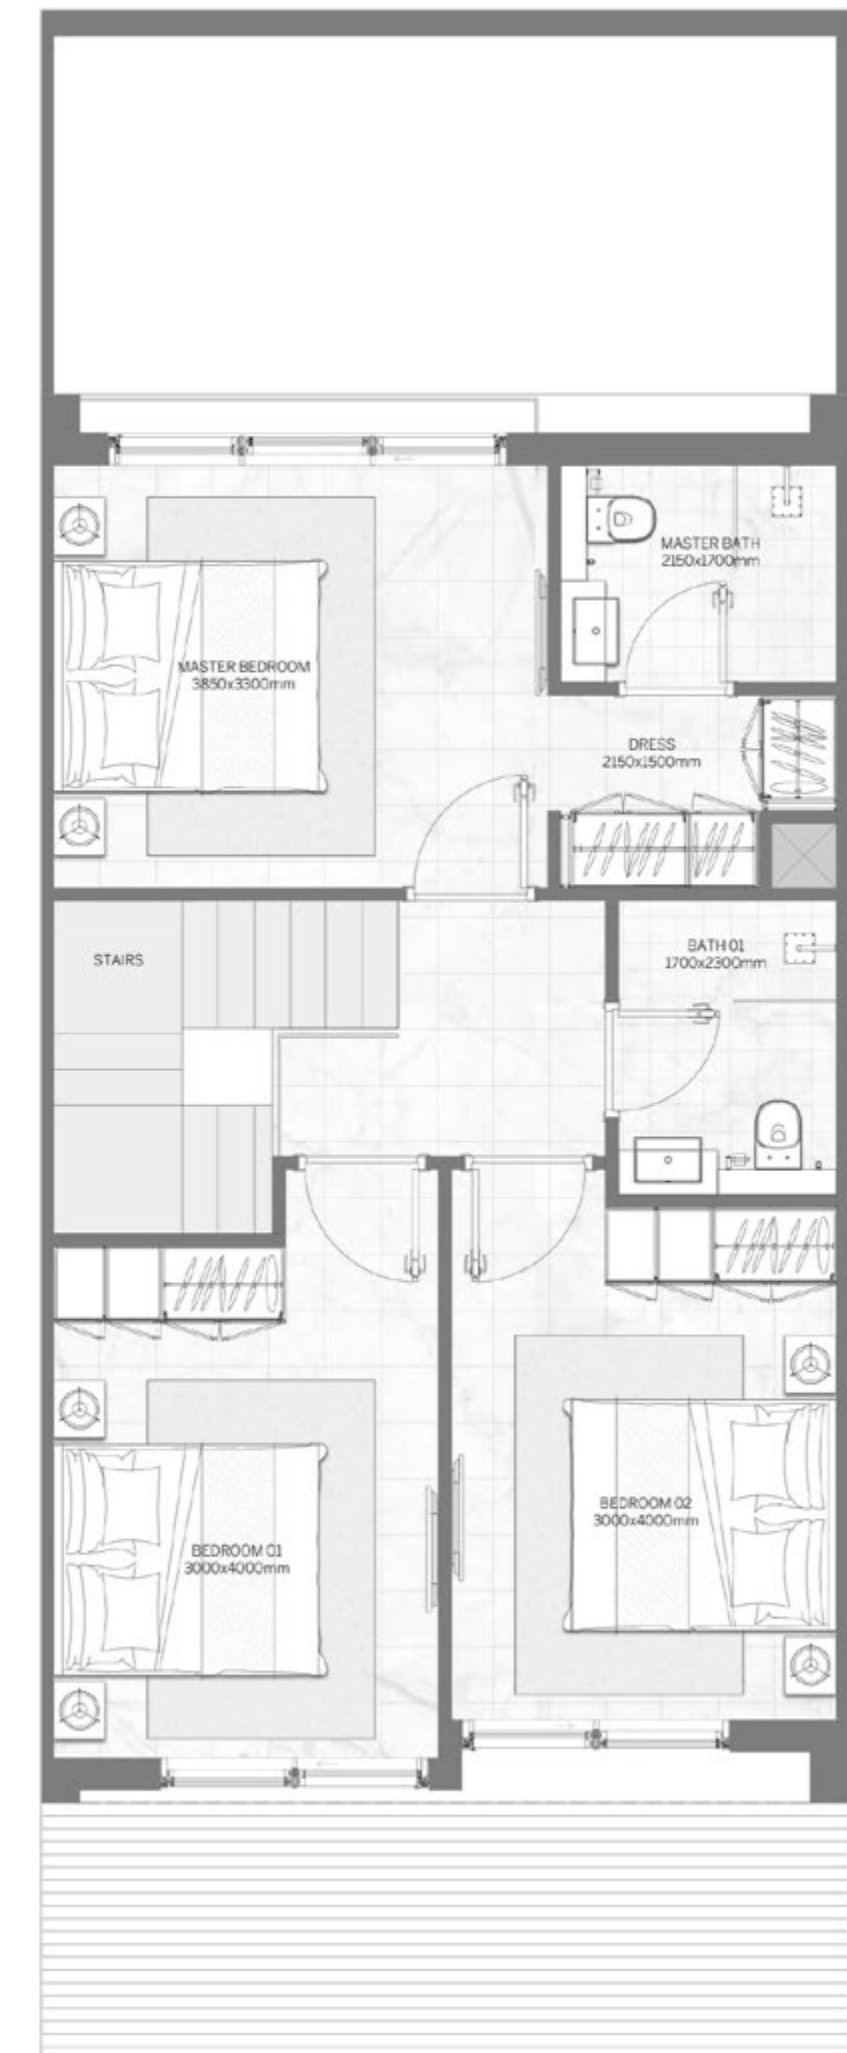 MASTER BATH
2150x1700mm
MASTER BEDROOM
3850x3300mm
DRESS
2150x1500mm
STAIRS
BATH 01
1700x2300mm
BEDROOM 02
3000x4000mm
BEDROOM 01
3000x4000mm